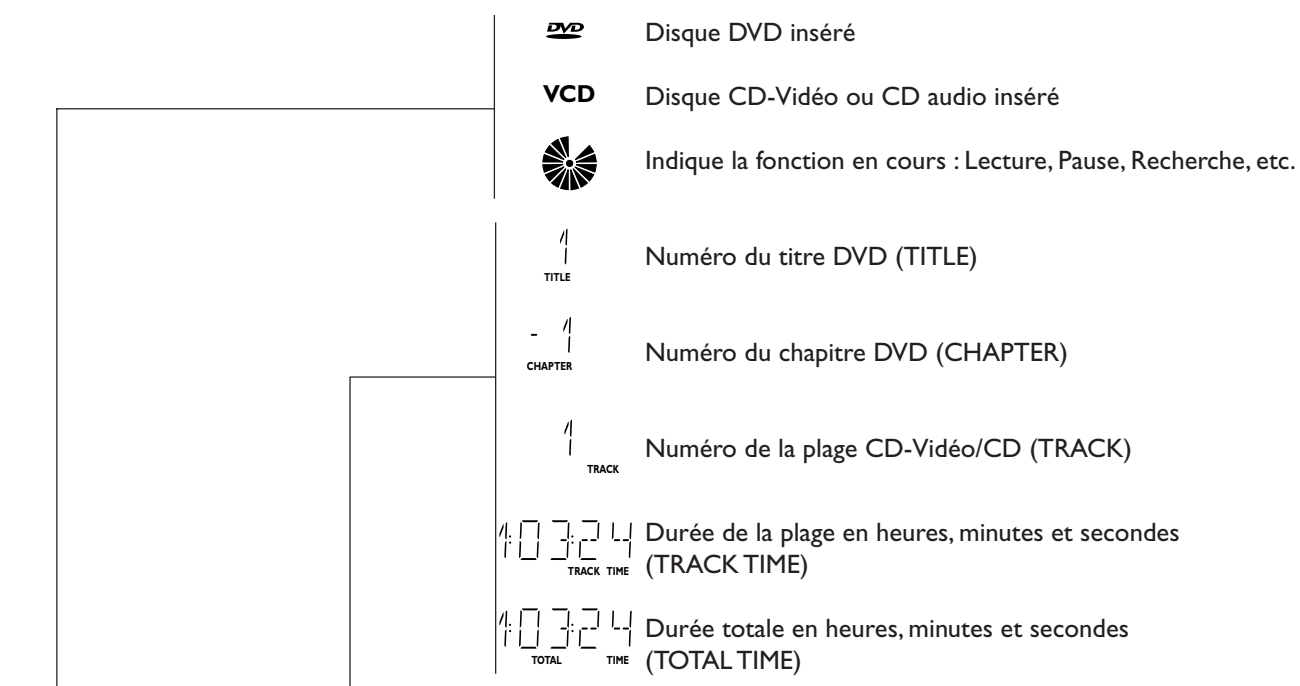 DVD Disque DVD inséré
VCD Disque CD-Vidéo ou CD audio inséré
Indique la fonction en cours : Lecture, Pause, Recherche, etc.
1
TITLE
Numéro du titre DVD (TITLE)
- 1
CHAPTER
Numéro du chapitre DVD (CHAPTER)
1
TRACK
Numéro de la plage CD-Vidéo/CD (TRACK)
1:03:24
TRACK TIME
Durée de la plage en heures, minutes et secondes
(TRACK TIME)
1:03:24
TOTAL TIME
Durée totale en heures, minutes et secondes
(TOTAL TIME)